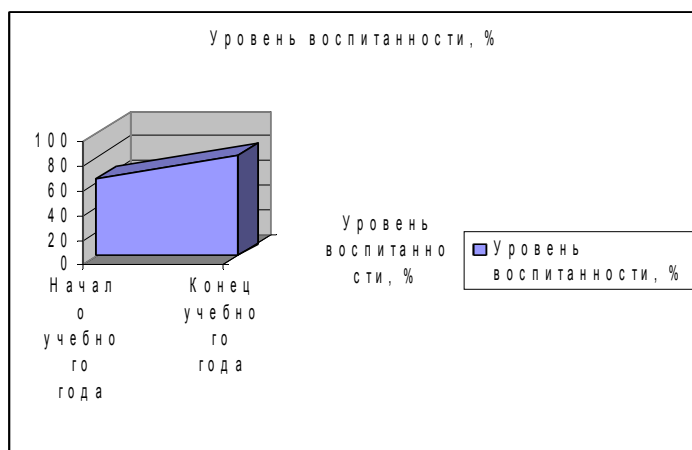 Уровень воспитанности, %
100
80
60
40
20
0
Начал
о
учебно
го
года
Конец
учебно
го
года
Уровень
воспитанно
сти, %
Уровень
воспитанности, %